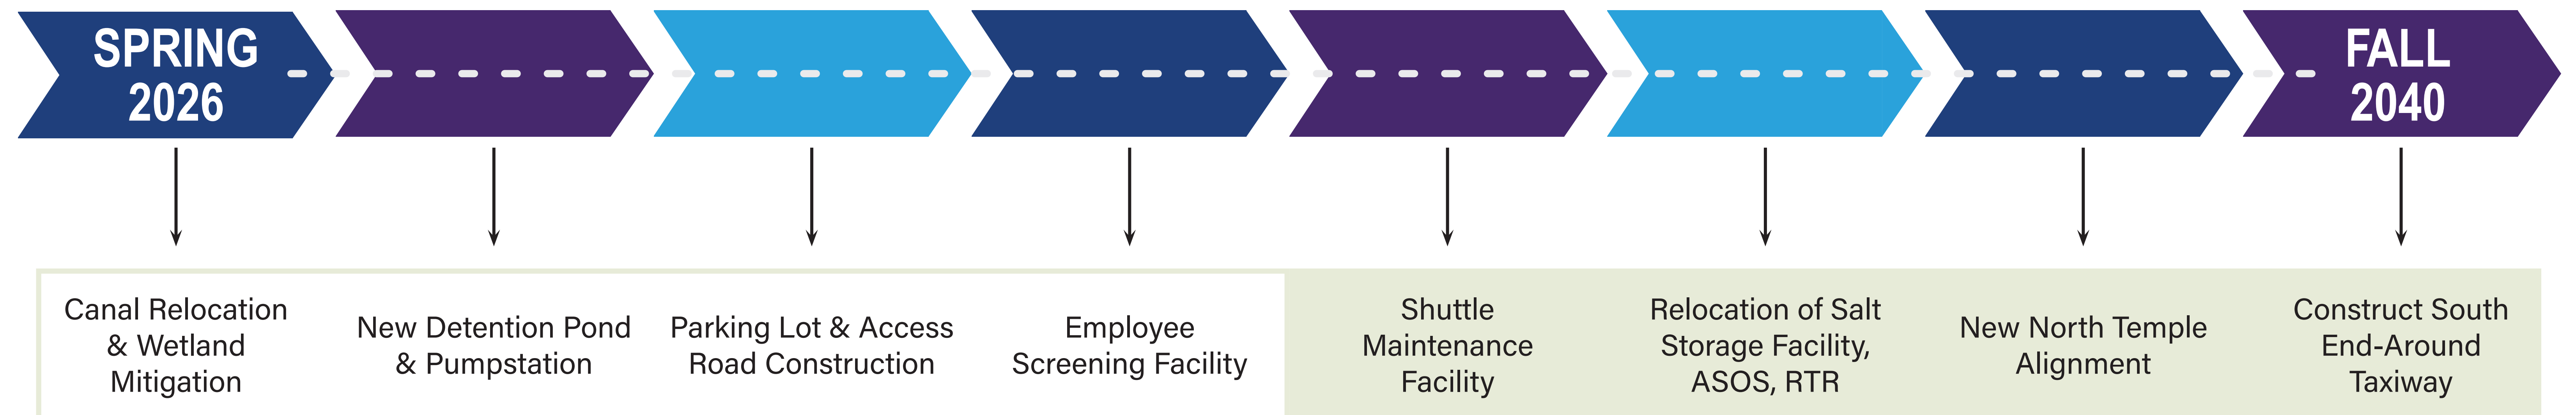 SPRING
2026
FALL
2040
Canal Relocation
& Wetland
Mitigation
New Detention Pond
& Pumpstation
Parking Lot & Access
Road Construction
Employee
Screening Facility
Shuttle
Maintenance
Facility
Relocation of Salt
Storage Facility,
ASOS, RTR
New North Temple
Alignment
Construct South
End-Around
Taxiway